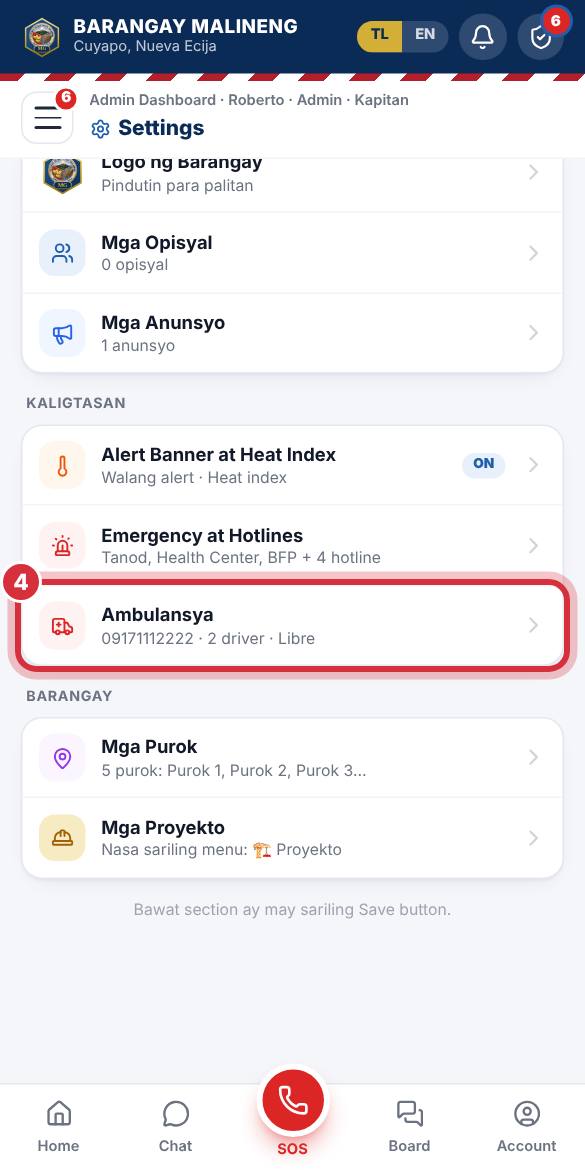 BARANGAY MALINENG
Cuyapo, Nueva Ecija
TL EN
6
6
Admin Dashboard · Roberto · Admin · Kapitan
Settings
Logo ng Barangay
Pindutin para palitan
Mga Opisyal
0 opisyal
Mga Anunsyo
1 anunsyo
KALIGTASAN
Alert Banner at Heat Index
Walang alert · Heat index
ON
Emergency at Hotlines
Tanod, Health Center, BFP + 4 hotline
4
Ambulansya
09171112222 · 2 driver · Libre
BARANGAY
Mga Purok
5 purok: Purok 1, Purok 2, Purok 3...
Mga Proyekto
Nasa sariling menu: 🏗️ Proyekto
Bawat section ay may sariling Save button.
Home
Chat
SOS
Board
Account